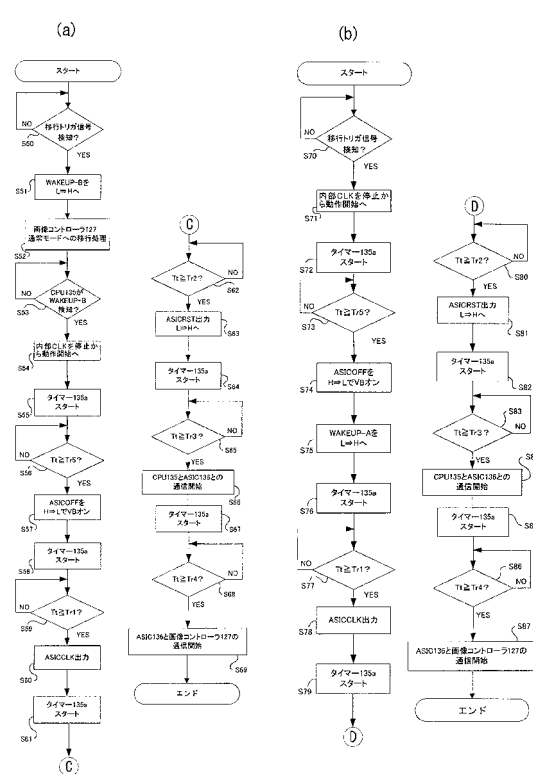 (a)
スタート
移行トリガ信号
検知?
NO
S50
YES
WAKEUP-Bを
L⇒Hへ
S51
画像コントローラ127
通常モードへの移行処理
S52
CPU135が
WAKEUP-B
検知?
NO
S53
YES
内部CLKを停止か
ら動作開始へ
S54
タイマー135a
スタート
S55
Tt≧Tr5?
NO
S56
YES
ASICOFFを
H⇒LでVBオン
S57
タイマー135a
スタート
S58
Tt≧Tr1?
NO
S59
YES
ASICCLK出力
S60
タイマー135a
スタート
S61
C
C
Tt≧Tr2?
NO
S62
YES
ASICRST出力
L⇒Hへ
S63
タイマー135a
スタート
S64
Tt≧Tr3?
NO
S65
YES
CPU135とASIC136との
通信開始
S66
タイマー135a
スタート
S67
Tt≧Tr4?
NO
S68
YES
ASIC136と画像コントローラ127の
通信開始
S69
エンド
(b)
スタート
移行トリガ信号
検知?
NO
S70
YES
内部CLKを停止か
ら動作開始へ
S71
タイマー135a
スタート
S72
Tt≧Tr5?
NO
S73
YES
ASICOFFを
H⇒LでVBオン
S74
WAKEUP-Aを
L⇒Hへ
S75
タイマー135a
スタート
S76
Tt≧Tr1?
NO
S77
YES
ASICCLK出力
S78
タイマー135a
スタート
S79
D
D
Tt≧Tr2?
NO
S80
YES
ASICRST出力
L⇒Hへ
S81
タイマー135a
スタート
S82
S83
Tt≧Tr3?
NO
YES
CPU135とASIC136との
通信開始
タイマー135a
スタート
S86
Tt≧Tr4?
NO
YES
S87
ASIC136と画像コントローラ127の
通信開始
エンド